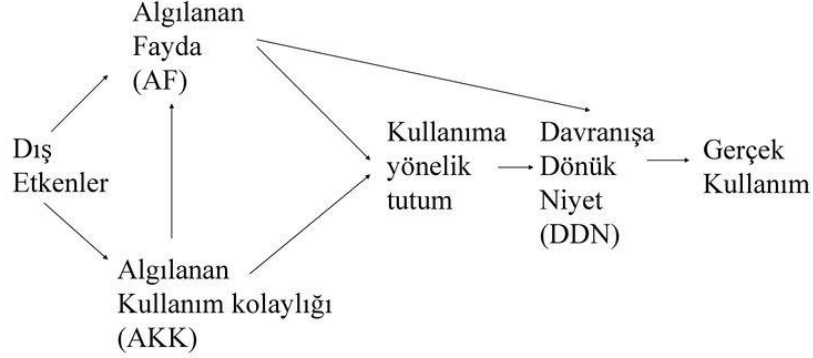 Algılanan
Fayda
(AF)
Dış
Etkenler
Algılanan
Kullanım kolaylığı
(AKK)
Kullanıma
yönelik
tutum
Davranışa
Dönük
Niyet
(DDN)
Gerçek
Kullanım